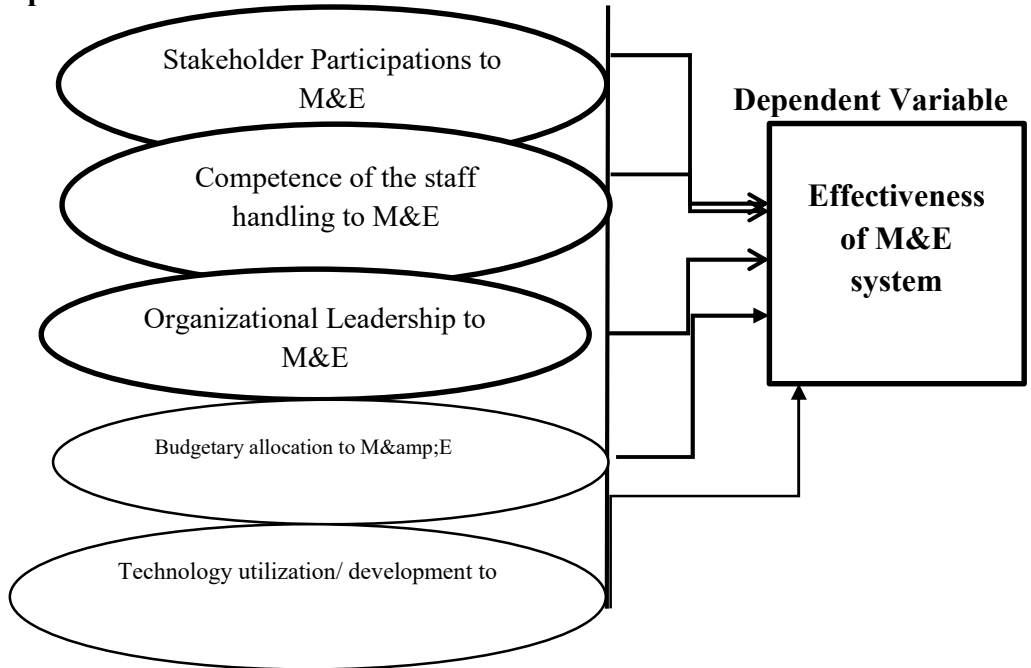 Stakeholder Participations to
M&E
Competence of the staff
handling to M&E
Organizational Leadership to
M&E
Budgetary allocation to M&amp;E
Technology utilization/ development to
Dependent Variable
Effectiveness
of M&E
system